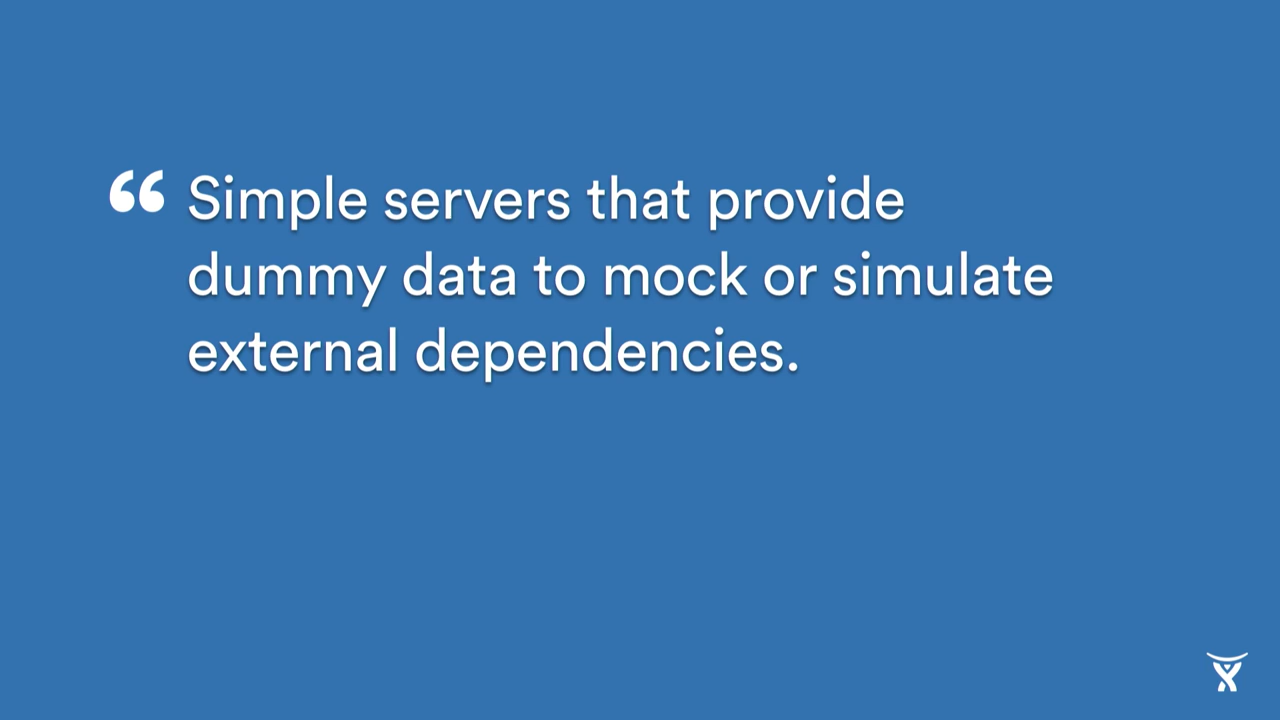 “Simple servers that provide
dummy data to mock or simulate
external dependencies.